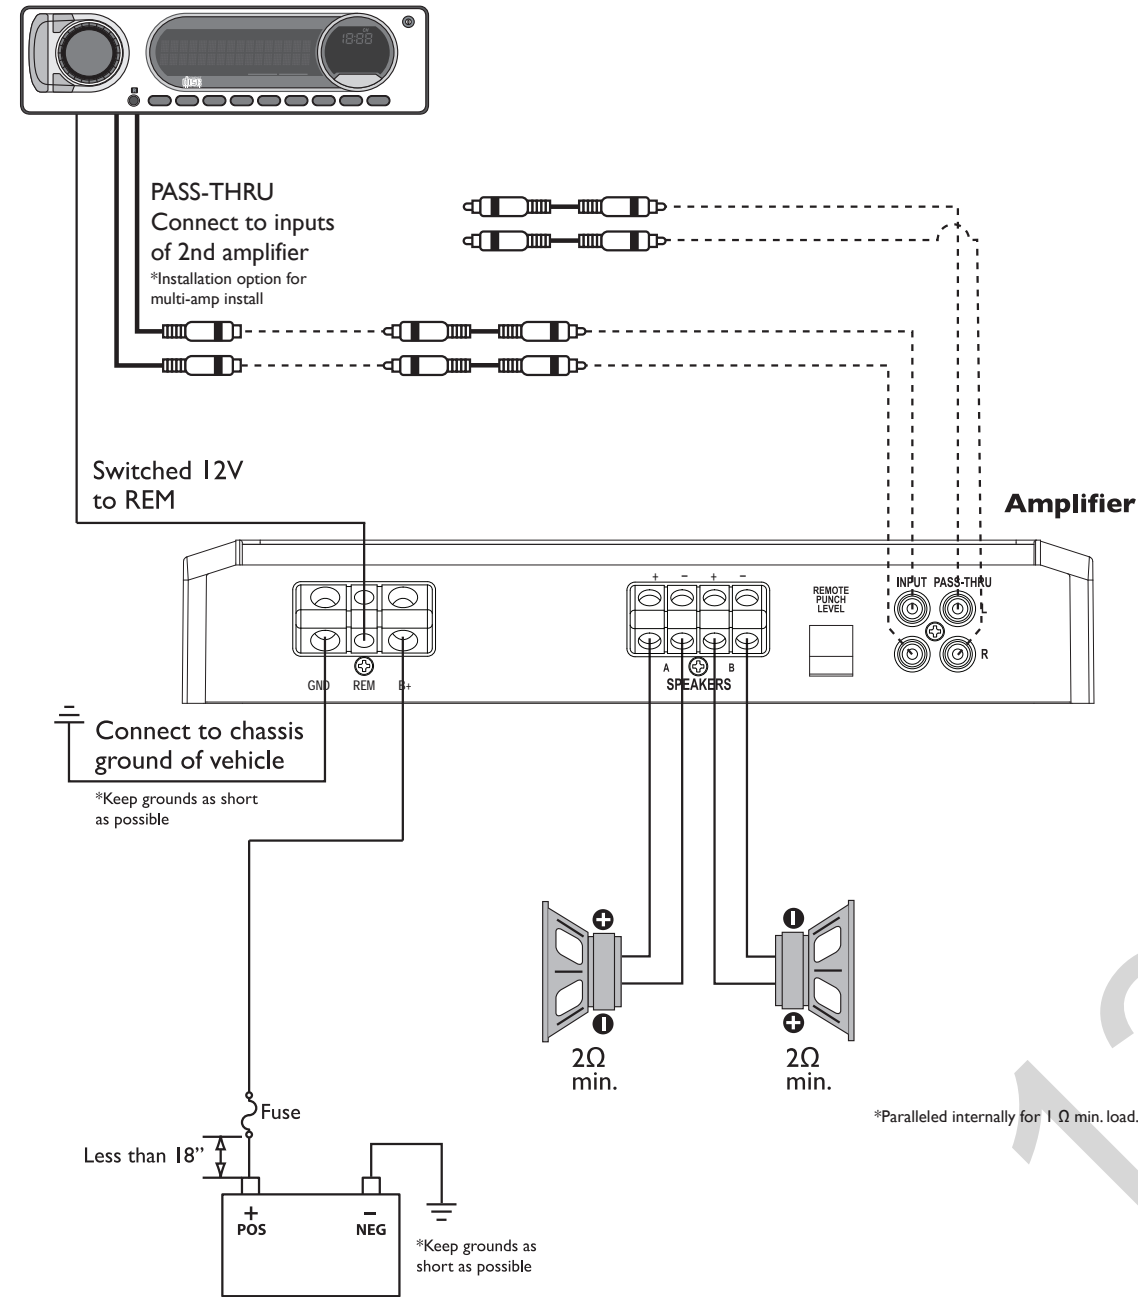 18:88
PASS-THRU
Connect to inputs
of 2nd amplifier
*Installation option for
multi-amp install
Switched 12V
to REM
Amplifier
INPUT PASS-THRU
L
R
REMOTE
PUNCH
LEVEL
+ − + −
A B
SPEAKERS
GND REM B+
Connect to chassis
ground of vehicle
*Keep grounds as short
as possible
+
−
−
+
2Ω
min.
2Ω
min.
*Paralleled internally for 1 Ω min. load.
Fuse
Less than 18”
+
POS
−
NEG
*Keep grounds as
short as possible